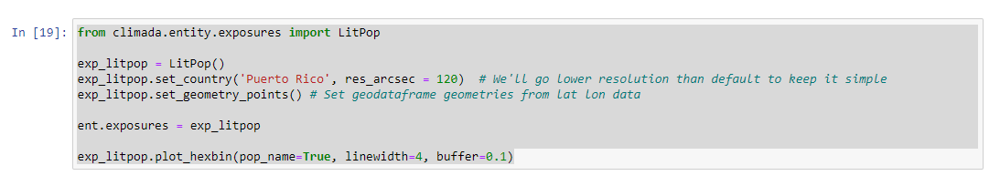 In [19]: from climada.entity.exposures import LitPop
exp_litpop = LitPop()
exp_litpop.set_country('Puerto Rico', res_arcsec = 120)  # We'll go lower resolution than default to keep it simple
exp_litpop.set_geometry_points() # Set geodataframe geometries from lat lon data
ent.exposures = exp_litpop
exp_litpop.plot_hexbin(pop_name=True, linewidth=4, buffer=0.1)